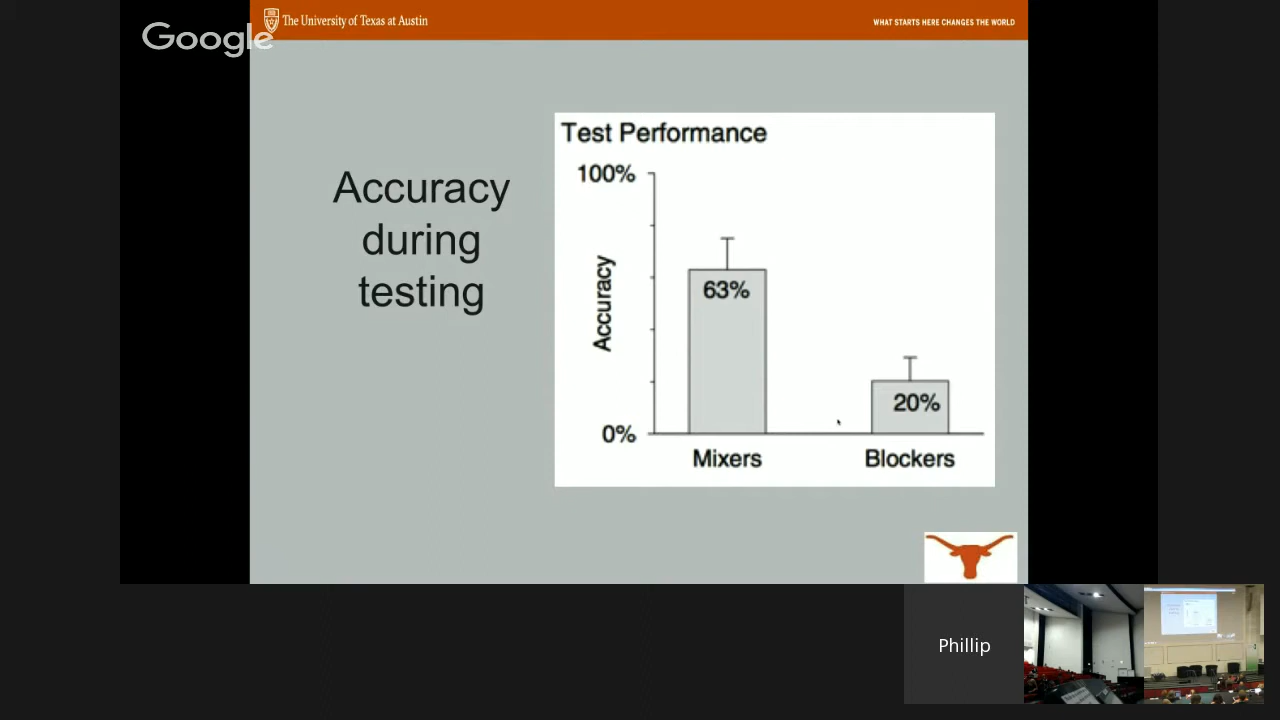 Google
The University of Texas at Austin
WHAT STARTS HERE CHANGES THE WORLD
Accuracy
during
testing
Test Performance
100%
Accuracy
0%
63%
20%
Mixers
Blockers
Phillip